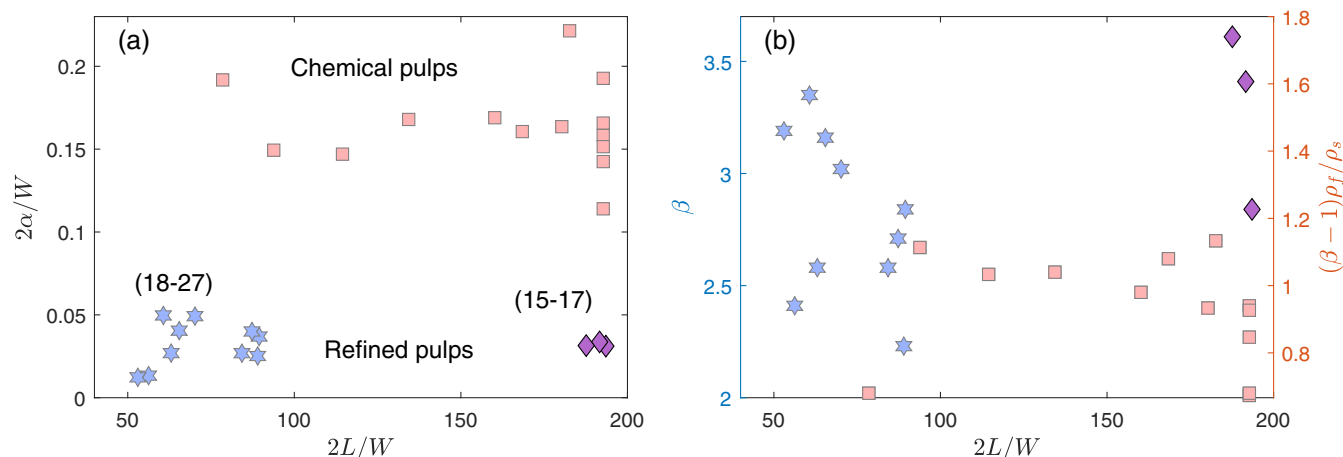 (a)
Chemical pulps
(18-27)
(15-17)
Refined pulps
0.2
0.15
0.1
0.05
0
2α/W
50
100
150
200
2L/W
(b)
3.5
3
2.5
2
β
50
100
150
200
2L/W
1.8
1.6
1.4
1.2
1
0.8
(β − 1)ρf/ρs